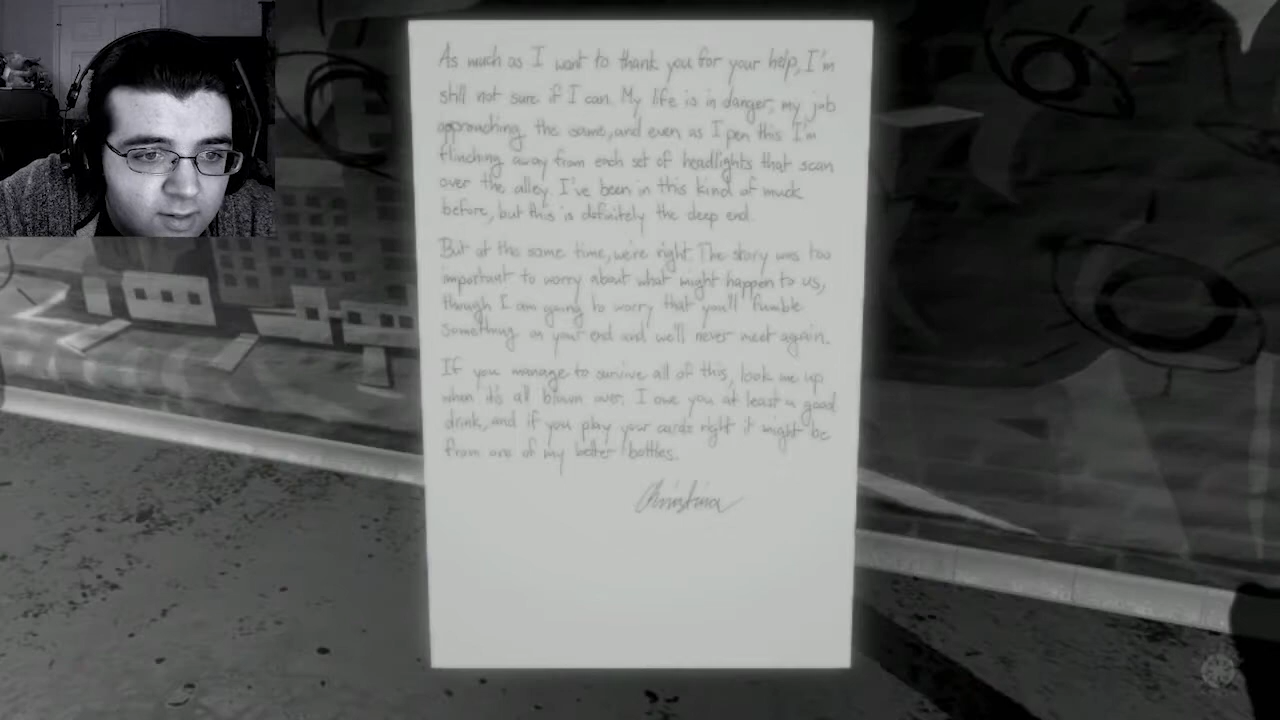 As much as I want to thank you for your help, I'm
still not sure if I can. My life is in danger, my job
approaching the same, and even as I pen this I'm
flinching away from each set of headlights that scan
over the alley. I've been in this kind of muck
before, but this is definitely the deep end.
But at the same time, we're right. The story was too
important to worry about what might happen to us,
though I am going to worry that you'll fumble
something on your end and we'll never meet again.
If you manage to survive all of this, look me up
when it's all blown over. I owe you at least a good
drink, and if you play your cards right it might be
from one of my better bottles.
Christina